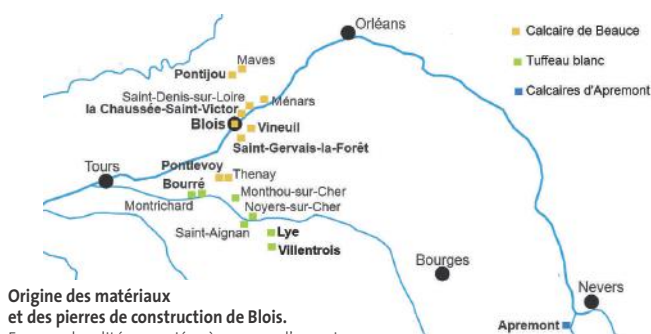 Orléans
Calcaire de Beauce
Tuffeau blanc
Calcaires d'Apremont
Maves
Pontijou
Saint-Denis-sur-Loire
Ménars
la Chaussée-Saint-Victor
Blois
Vineuil
Saint-Gervais-la-Forêt
Tours
Pontlevoy
Thenay
Bourré
Monthou-sur-Cher
Montrichard
Noyers-sur-Cher
Saint-Aignan
Lye
Villentrois
Bourges
Nevers
Apremont
Origine des matériaux
et des pierres de construction de Blois.